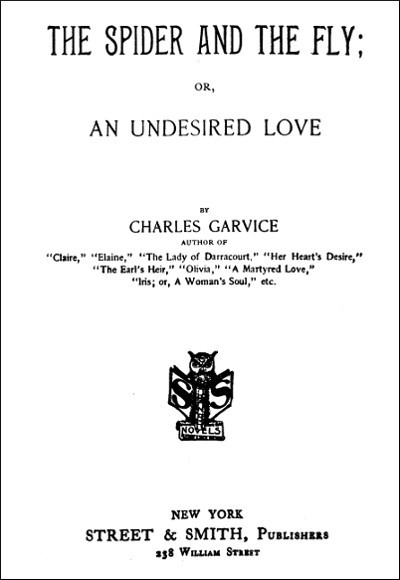 THE SPIDER AND THE FLY;
OR,
AN UNDESIRED LOVE
BY
CHARLES GARVICE
AUTHOR OF
"Claire," "Elaine," "The Lady of Darracourt," "Her Heart's Desire,"
"The Earl's Heir," "Olivia," "A Martyred Love,"
"Iris; or, A Woman's Soul," etc.
S S
NOVELS
NEW YORK
STREET & SMITH, PUBLISHERS
238 WILLIAM STREET